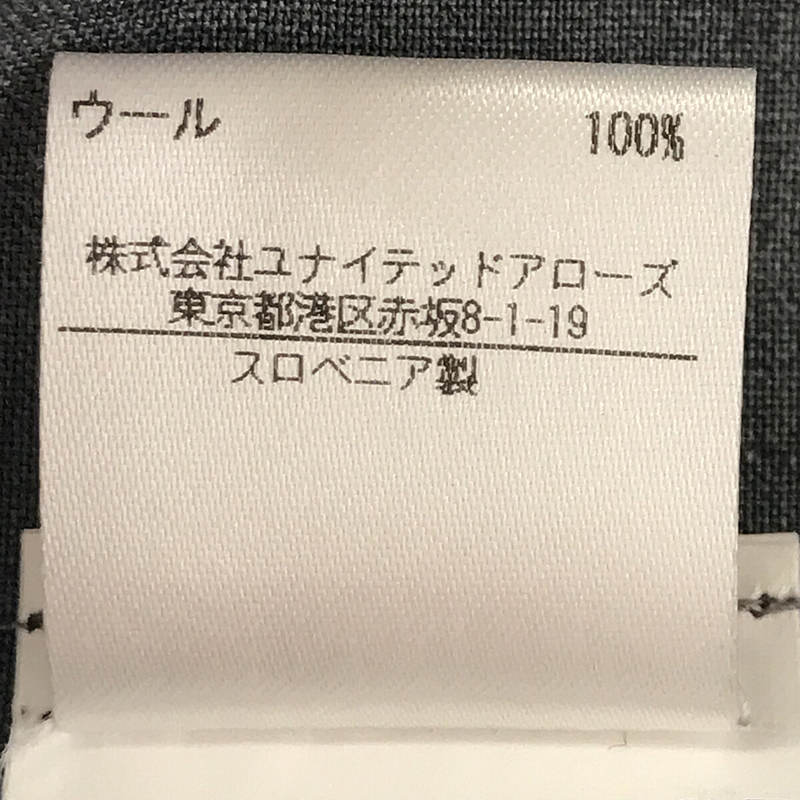 ウール 100%
株式会社ユナイテッドアローズ
東京都港区赤坂8-1-19
スロベニア製